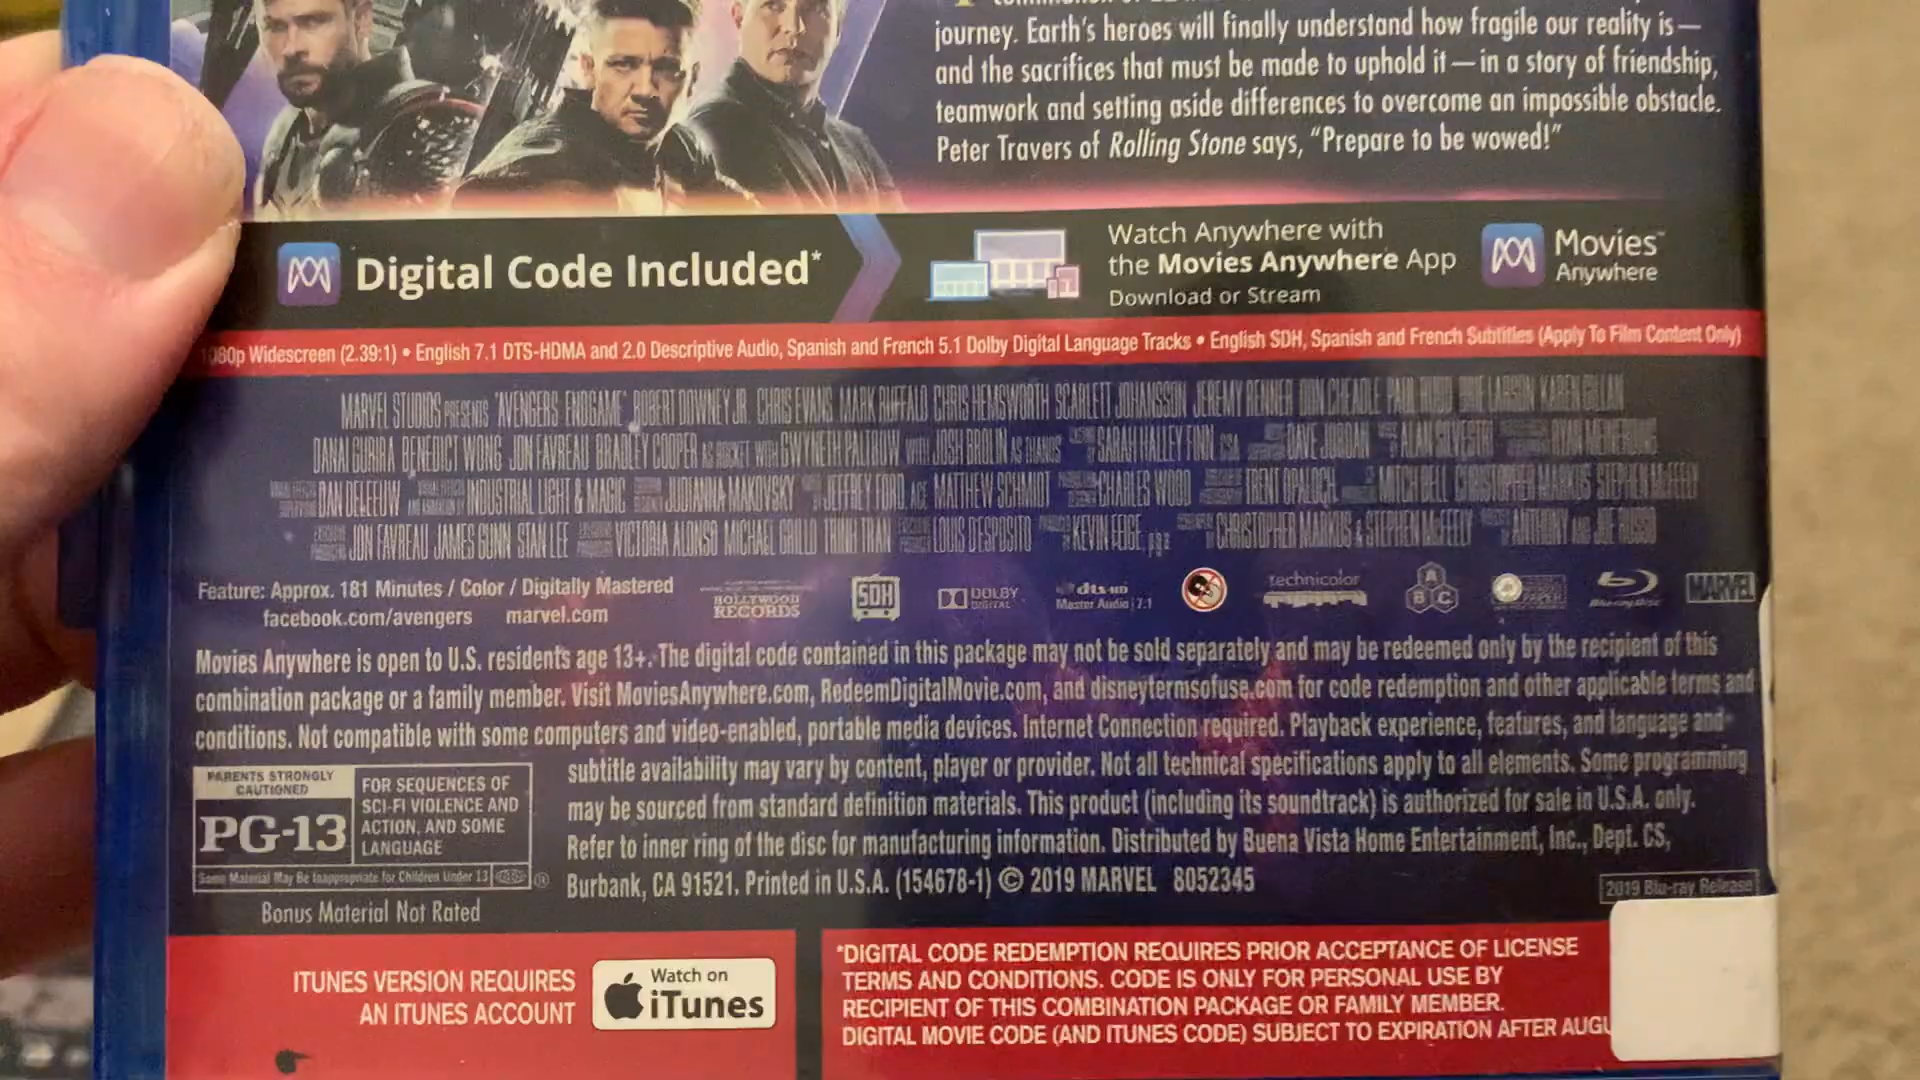 journey. Earth's heroes will finally understand how fragile our reality is—
and the sacrifices that must be made to uphold it—in a story of friendship,
teamwork and setting aside differences to overcome an impossible obstacle.
Peter Travers of Rolling Stone says, "Prepare to be wowed!"
Digital Code Included*
Watch Anywhere with
the Movies Anywhere App
Download or Stream
Movies™
Anywhere
1080p Widescreen (2.39:1) • English 7.1 DTS-HDMA and 2.0 Descriptive Audio, Spanish and French 5.1 Dolby Digital Language Tracks • English SDH, Spanish and French Subtitles (Apply To Film Content Only)
MARVEL STUDIOS PRESENTS "AVENGERS ENDGAME" ROBERT DOWNEY JR. CHRIS EVANS MARK RUFFALO CHRIS HEMSWORTH SCARLETT JOHANSSON JEREMY RENNER DON CHEADLE PAUL RUDD BRIE LARSON KAREN GILLAN
DANAI GURIRA BENEDICT WONG JON FAVREAU BRADLEY COOPER AS ROCKET WITH GWYNETH PALTROW WITH JOSH BROLIN AS THANOS SARAH HALLEY FINN, CSA DAVE JORDAN ALAN SILVESTRI
DAN DELEEUW INDUSTRIAL LIGHT & MAGIC JUDIANNA MAKOVSKY JEFFREY FORD, ACE MATTHEW SCHMIDT CHARLES WOOD TRENT OPALOCH MITCH BELL CHRISTOPHER MARKUS STEPHEN McFEELY
JON FAVREAU JAMES GUNN STAN LEE VICTORIA ALONSO MICHAEL GRILLO TRINH TRAN LOUIS D'ESPOSITO KEVIN FEIGE, p.g.a. CHRISTOPHER MARKUS & STEPHEN McFEELY ANTHONY AND JOE RUSSO
Feature: Approx. 181 Minutes / Color / Digitally Mastered
facebook.com/avengers marvel.com
HOLLYWOOD RECORDS
SDH
DOLBY DIGITAL
dts-HD Master Audio 7.1
technicolor
ABC
Blu-ray Disc
MARVEL
Movies Anywhere is open to U.S. residents age 13+. The digital code contained in this package may not be sold separately and may be redeemed only by the recipient of this
combination package or a family member. Visit MoviesAnywhere.com, RedeemDigitalMovie.com, and disneytermsofuse.com for code redemption and other applicable terms and
conditions. Not compatible with some computers and video-enabled, portable media devices. Internet Connection required. Playback experience, features, and language and
subtitle availability may vary by content, player or provider. Not all technical specifications apply to all elements. Some programming
may be sourced from standard definition materials. This product (including its soundtrack) is authorized for sale in U.S.A. only.
Refer to inner ring of the disc for manufacturing information. Distributed by Buena Vista Home Entertainment, Inc., Dept. CS,
Burbank, CA 91521. Printed in U.S.A. (154678-1) © 2019 MARVEL 8052345
PARENTS STRONGLY
CAUTIONED
PG-13
FOR SEQUENCES OF
SCI-FI VIOLENCE AND
ACTION, AND SOME
LANGUAGE
Some Material May Be Inappropriate for Children Under 13
®
Bonus Material Not Rated
2019 Blu-ray Release
ITUNES VERSION REQUIRES
AN ITUNES ACCOUNT
Watch on
iTunes
*DIGITAL CODE REDEMPTION REQUIRES PRIOR ACCEPTANCE OF LICENSE
TERMS AND CONDITIONS. CODE IS ONLY FOR PERSONAL USE BY
RECIPIENT OF THIS COMBINATION PACKAGE OR FAMILY MEMBER.
DIGITAL MOVIE CODE (AND ITUNES CODE) SUBJECT TO EXPIRATION AFTER AUGU